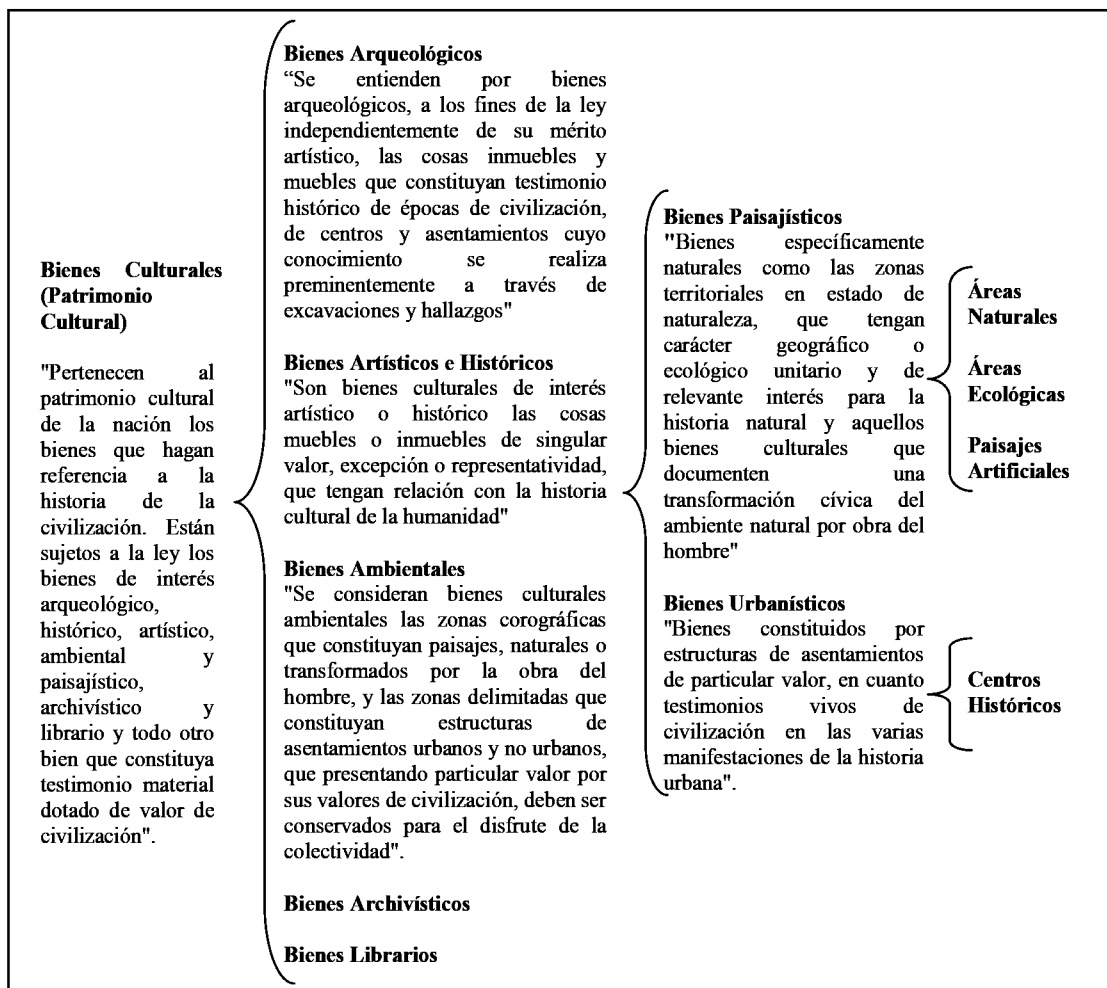 Bienes Culturales
(Patrimonio
Cultural)
"Pertenecen al
patrimonio cultural
de la nación los
bienes que hagan
referencia a la
historia de la
civilización. Están
sujetos a la ley los
bienes de interés
arqueológico,
histórico, artístico,
ambiental y
paisajístico,
archivístico y
librario y todo otro
bien que constituya
testimonio material
dotado de valor de
civilización".
Bienes Arqueológicos
“Se entienden por bienes
arqueológicos, a los fines de la ley
independientemente de su mérito
artístico, las cosas inmuebles y
muebles que constituyan testimonio
histórico de épocas de civilización,
de centros y asentamientos cuyo
conocimiento se realiza
preminentemente a través de
excavaciones y hallazgos"
Bienes Artísticos e Históricos
"Son bienes culturales de interés
artístico o histórico las cosas
muebles o inmuebles de singular
valor, excepción o representatividad,
que tengan relación con la historia
cultural de la humanidad"
Bienes Ambientales
"Se consideran bienes culturales
ambientales las zonas corográficas
que constituyan paisajes, naturales o
transformados por la obra del
hombre, y las zonas delimitadas que
constituyan estructuras de
asentamientos urbanos y no urbanos,
que presentando particular valor por
sus valores de civilización, deben ser
conservados para el disfrute de la
colectividad".
Bienes Archivísticos
Bienes Librarios
Bienes Paisajísticos
"Bienes específicamente
naturales como las zonas
territoriales en estado de
naturaleza, que tengan
carácter geográfico o
ecológico unitario y de
relevante interés para la
historia natural y aquellos
bienes culturales que
documenten una
transformación cívica del
ambiente natural por obra del
hombre"
Bienes Urbanísticos
"Bienes constituidos por
estructuras de asentamientos
de particular valor, en cuanto
testimonios vivos de
civilización en las varias
manifestaciones de la historia
urbana".
Áreas
Naturales
Áreas
Ecológicas
Paisajes
Artificiales
Centros
Históricos